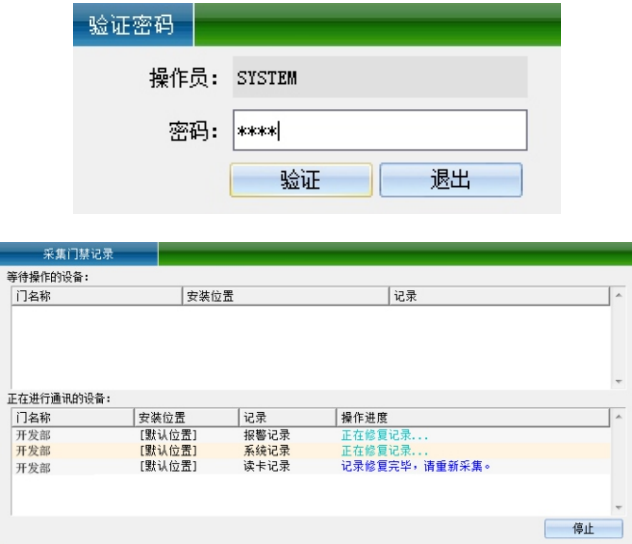 验证密码
操作员: SYSTEM
密码: ****
验证 退出
采集门禁记录
等待操作的设备:
门名称 安装位置 记录
正在进行通讯的设备:
门名称 安装位置 记录 操作进度
开发部 [默认位置] 报警记录 正在修复记录...
开发部 [默认位置] 系统记录 正在修复记录...
开发部 [默认位置] 读卡记录 记录修复完毕，请重新采集。
停止